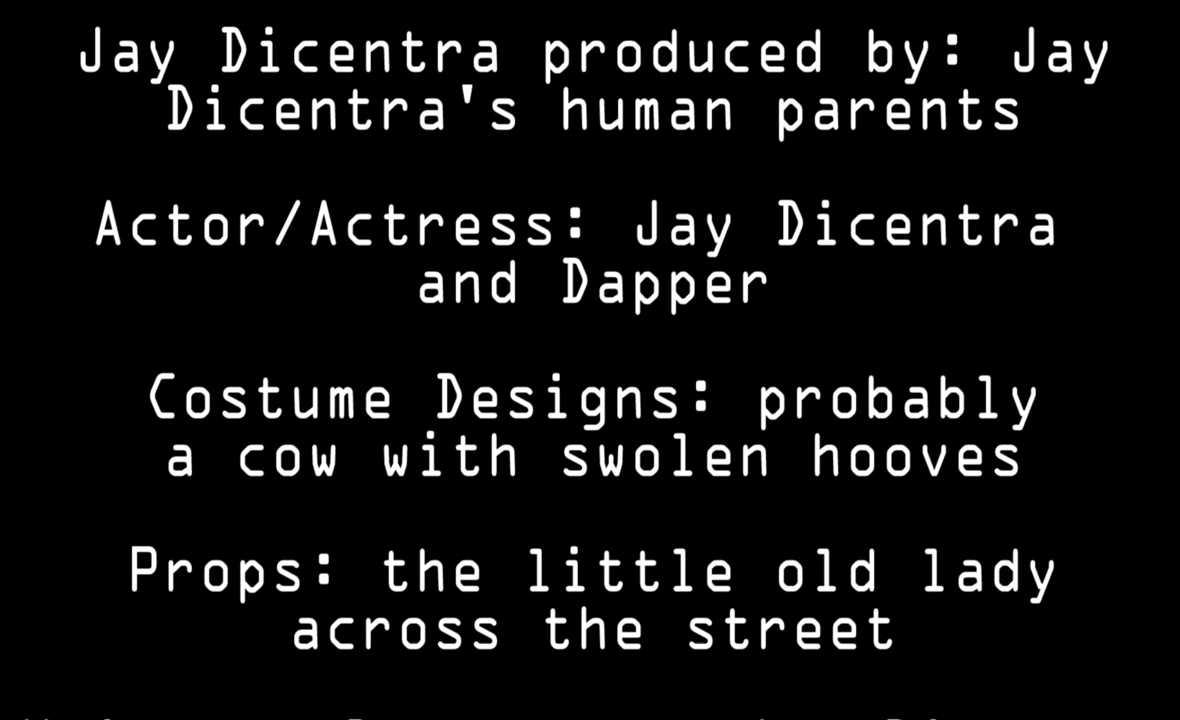 Jay Dicentra produced by: Jay
Dicentra's human parents
Actor/Actress: Jay Dicentra
and Dapper
Costume Designs: probably
a cow with swolen hooves
Props: the little old lady
across the street